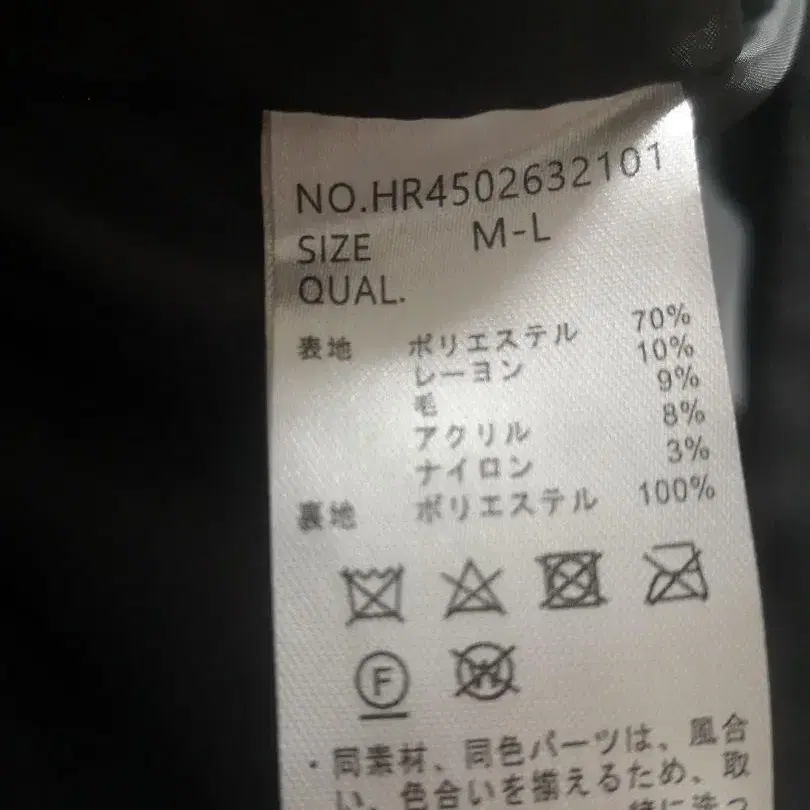 NO.HR4502632101
SIZE M-L
QUAL.
表地 ポリエステル 70%
レーヨン 10%
毛 9%
アクリル 8%
ナイロン 3%
裏地 ポリエステル 100%
F
W
・同素材、同色パーツは、風合
い、色合いを揃えるため、取